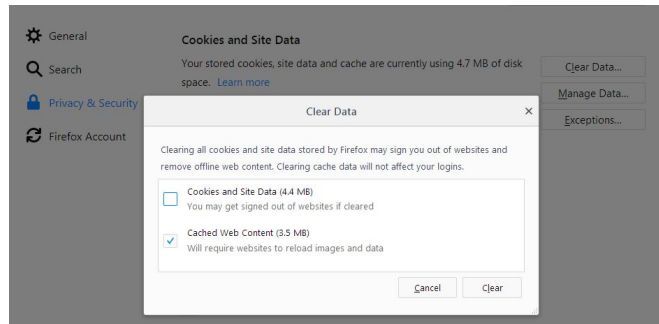 General
Search
Privacy & Security
Firefox Account
Cookies and Site Data
Your stored cookies, site data and cache are currently using 4.7 MB of disk
space. Learn more
Clear Data...
Manage Data...
Exceptions...
Clear Data
Clearing all cookies and site data stored by Firefox may sign you out of websites and
remove offline web content. Clearing cache data will not affect your logins.
Cookies and Site Data (4.4 MB)
You may get signed out of websites if cleared
Cached Web Content (3.5 MB)
Will require websites to reload images and data
Cancel
Clear